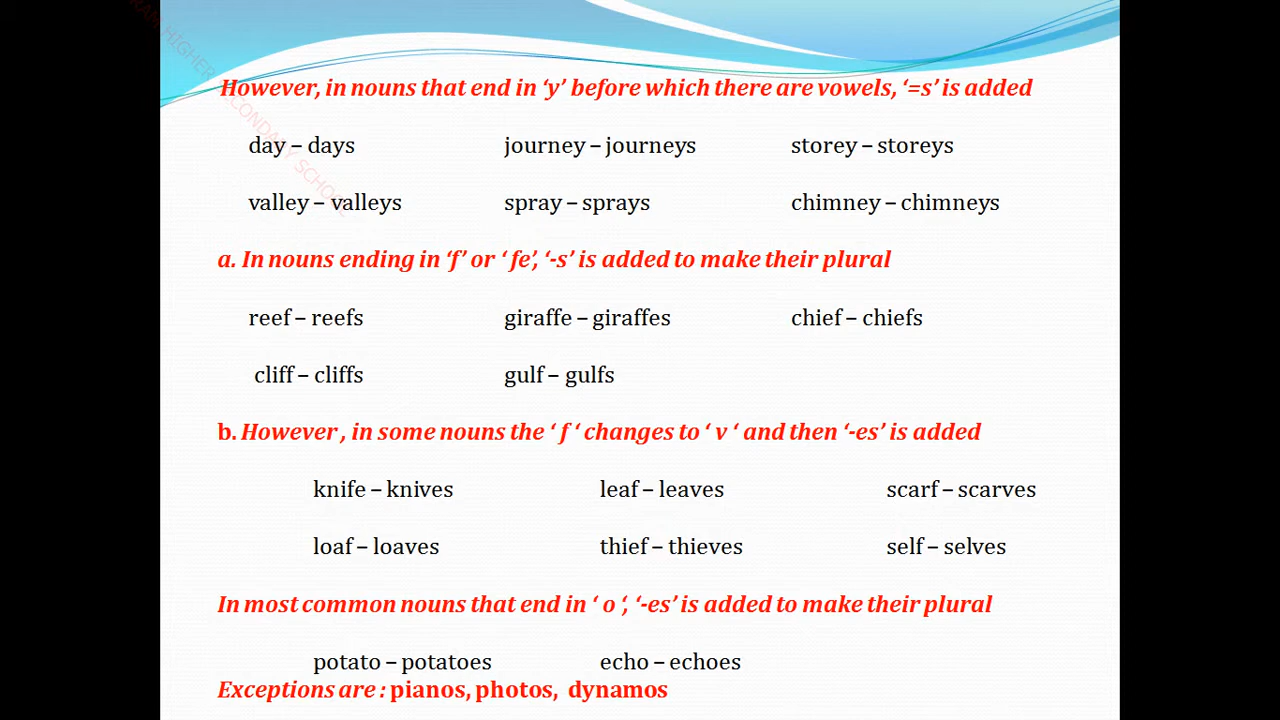 RAM HIGHER SECONDARY SCHOOL
However, in nouns that end in ‘y’ before which there are vowels, ‘=s’ is added
day – days journey – journeys storey – storeys
valley – valleys spray – sprays chimney – chimneys
a. In nouns ending in ‘f’ or ‘ fe’, ‘-s’ is added to make their plural
reef – reefs giraffe – giraffes chief – chiefs
cliff – cliffs gulf – gulfs
b. However , in some nouns the ‘ f ‘ changes to ‘ v ‘ and then ‘-es’ is added
knife – knives leaf – leaves scarf – scarves
loaf – loaves thief – thieves self – selves
In most common nouns that end in ‘ o ‘, ‘-es’ is added to make their plural
potato – potatoes echo – echoes
Exceptions are : pianos, photos, dynamos